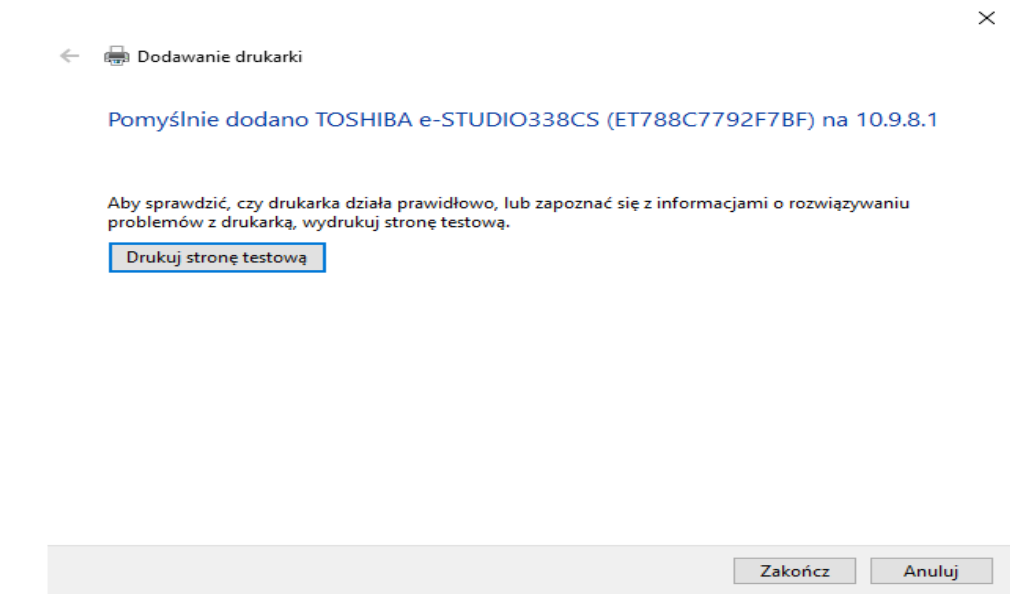 Dodawanie drukarki
Pomyślnie dodano TOSHIBA e-STUDIO338CS (ET788C7792F7BF) na 10.9.8.1
Aby sprawdzić, czy drukarka działa prawidłowo, lub zapoznać się z informacjami o rozwiązywaniu
problemów z drukarką, wydrukuj stronę testową.
Drukuj stronę testową
Zakończ
Anuluj